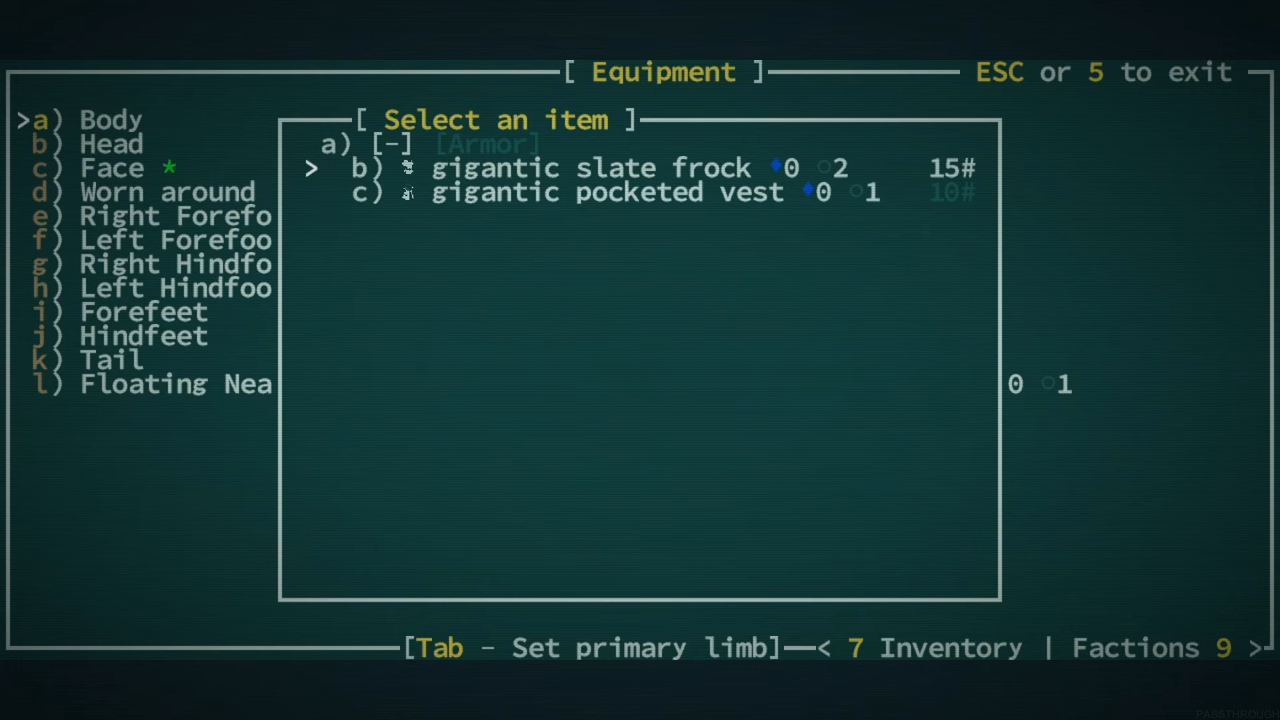 [ Equipment ] ESC or 5 to exit
>a) Body
b) Head
c) Face *
d) Worn around
e) Right Forefo
f) Left Forefoo
g) Right Hindfo
h) Left Hindfoo
i) Forefeet
j) Hindfeet
k) Tail
l) Floating Nea
[ Select an item ]
a) [-] [Armor]
> b) gigantic slate frock ♦0 ○2 15#
c) gigantic pocketed vest ♦0 ○1 10#
0 ○1
[Tab - Set primary limb] < 7 Inventory | Factions 9 >
PASSTHROUGH